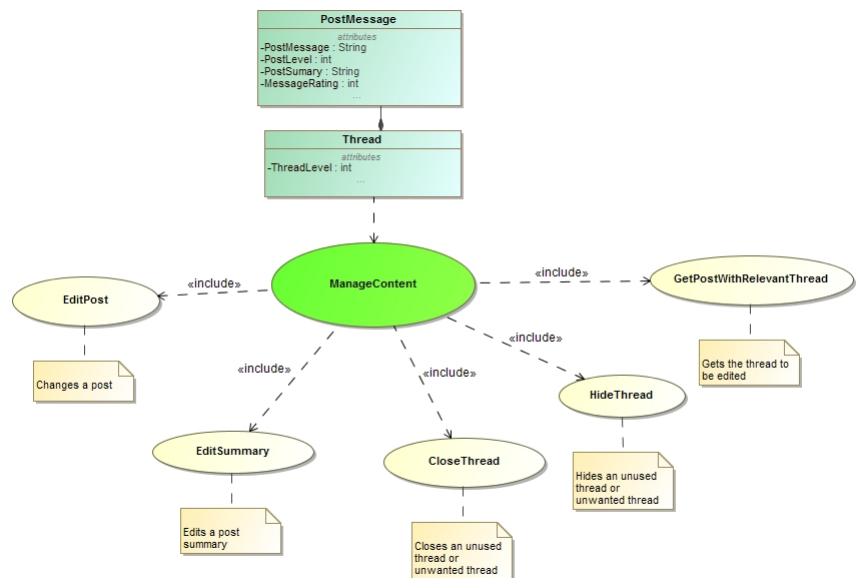 PostMessage
attributes
-PostMessage : String
-PostLevel : int
-PostSumary : String
-MessageRating : int
...
Thread
attributes
-ThreadLevel : int
...
ManageContent
«include»
EditPost
Changes a post
«include»
GetPostWithRelevantThread
Gets the thread to
be edited
«include»
EditSummary
Edits a post
summary
«include»
CloseThread
Closes an unused
thread or
unwanted thread
«include»
HideThread
Hides an unused
thread or
unwanted thread